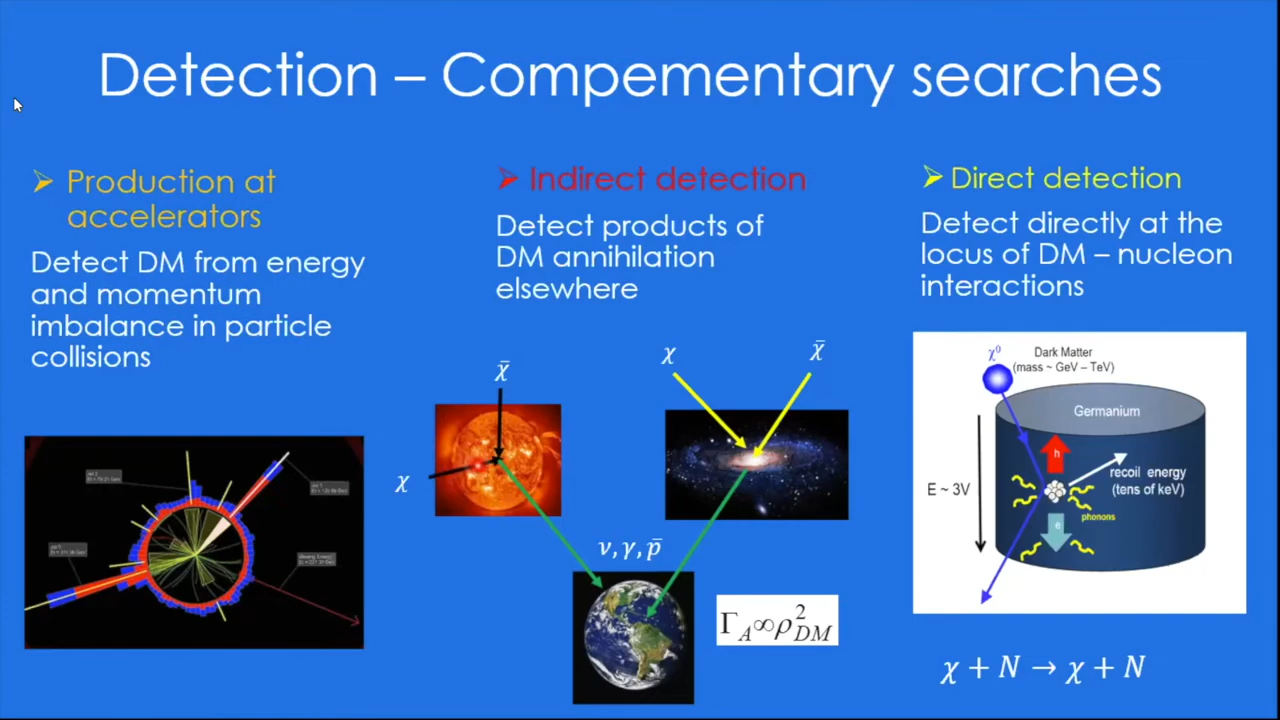 Detection – Compementary searches
Production at
accelerators
Detect DM from energy
and momentum
imbalance in particle
collisions
Indirect detection
Detect products of
DM annihilation
elsewhere
χ̄
χ
χ
χ̄
ν, γ, p̄
Γ_A∞ρ²_DM
Direct detection
Detect directly at the
locus of DM – nucleon
interactions
χ⁰
Dark Matter
(mass ~ GeV – TeV)
Germanium
h
recoil energy
(tens of keV)
E ~ 3V
phonons
e
χ + N → χ + N